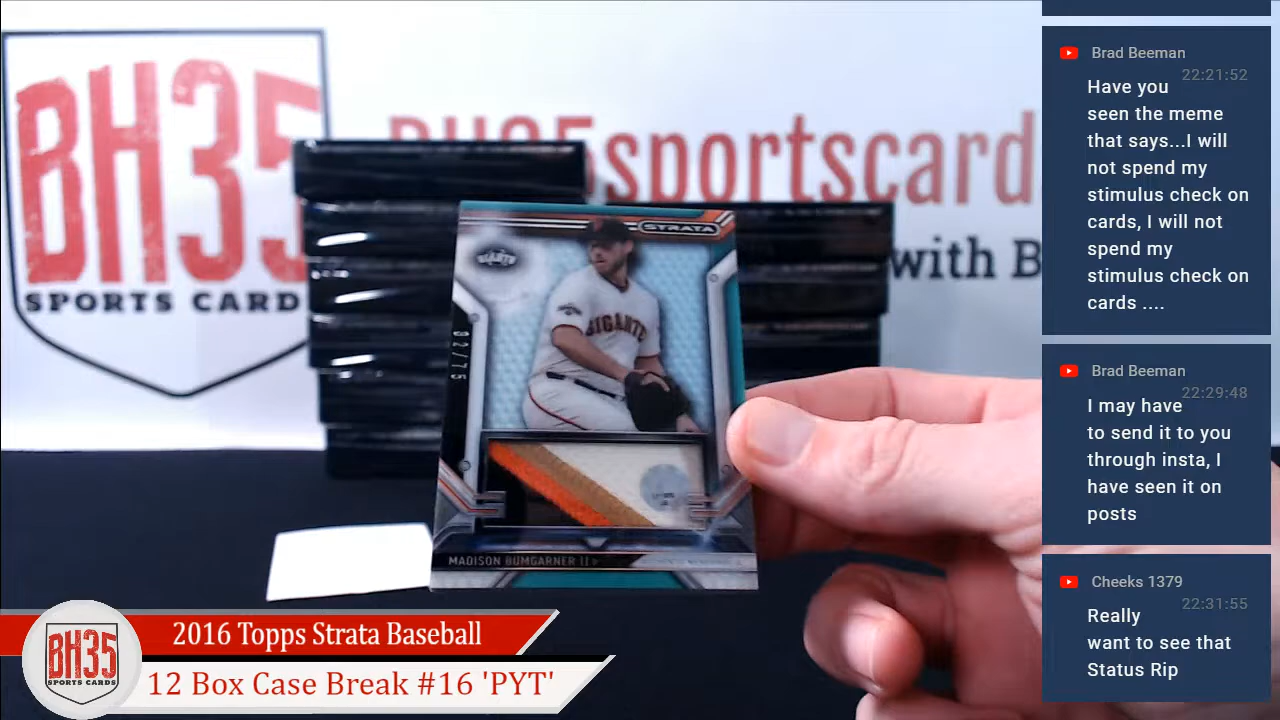 BH35
SPORTS CARD
BH35sportscard
with B
STRATA
GIANTS
GIGANTE
02/75
MADISON BUMGARNER
2016 Topps Strata Baseball
12 Box Case Break #16 'PYT'
BH35
SPORTS CARDS
Brad Beeman
22:21:52
Have you
seen the meme
that says...I will
not spend my
stimulus check on
cards, I will not
spend my
stimulus check on
cards ....
Brad Beeman
22:29:48
I may have
to send it to you
through insta, I
have seen it on
posts
Cheeks 1379
22:31:55
Really
want to see that
Status Rip